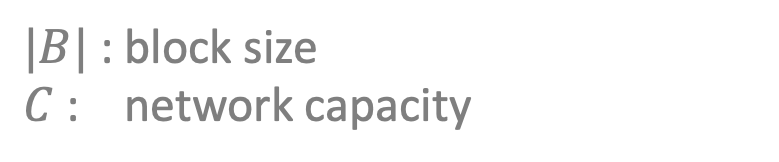 |B| : block size
C : network capacity